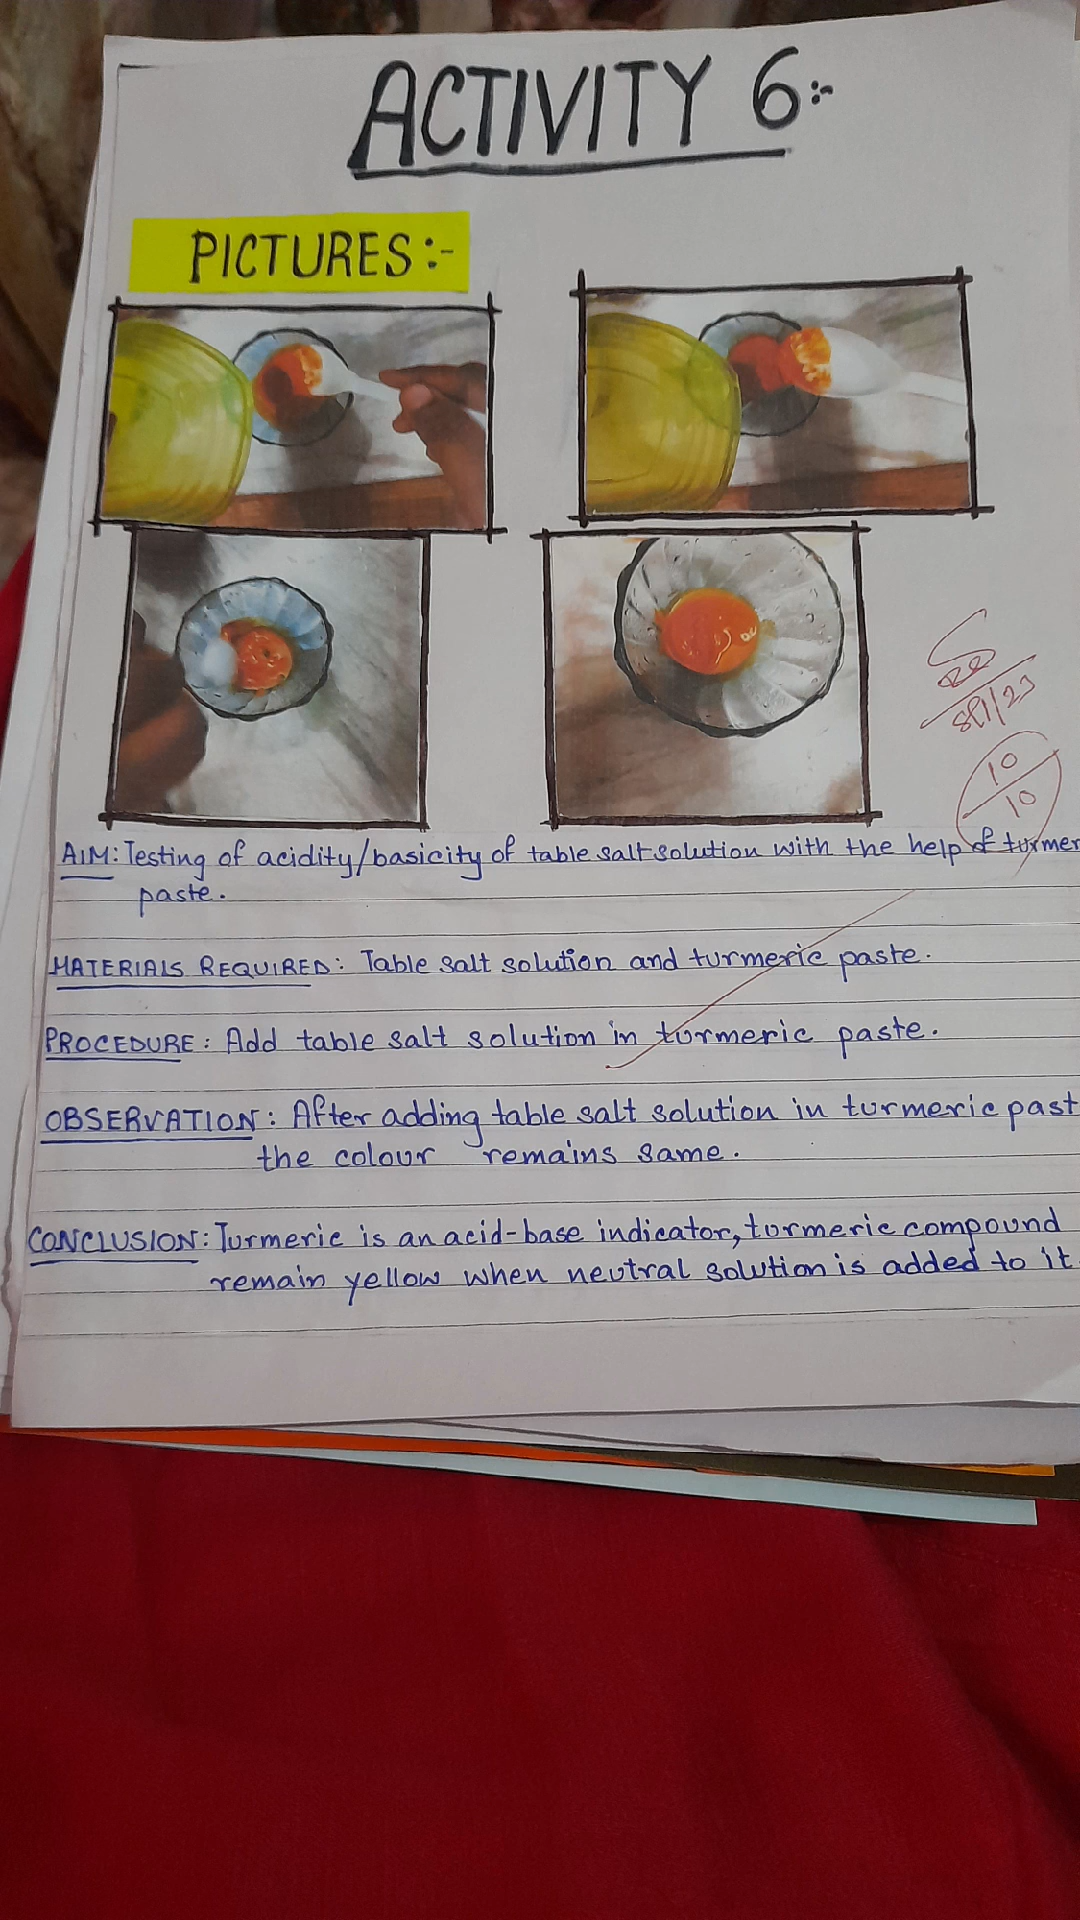 ACTIVITY 6:-
PICTURES:-
10
10
AIM: Testing of acidity/basicity of table salt solution with the help of turmer
paste.
MATERIALS REQUIRED: Table salt solution and turmeric paste.
PROCEDURE: Add table salt solution in turmeric paste.
OBSERVATION: After adding table salt solution in turmeric past
the colour remains same.
CONCLUSION: Turmeric is an acid-base indicator, turmeric compound
remain yellow when neutral solution is added to it.